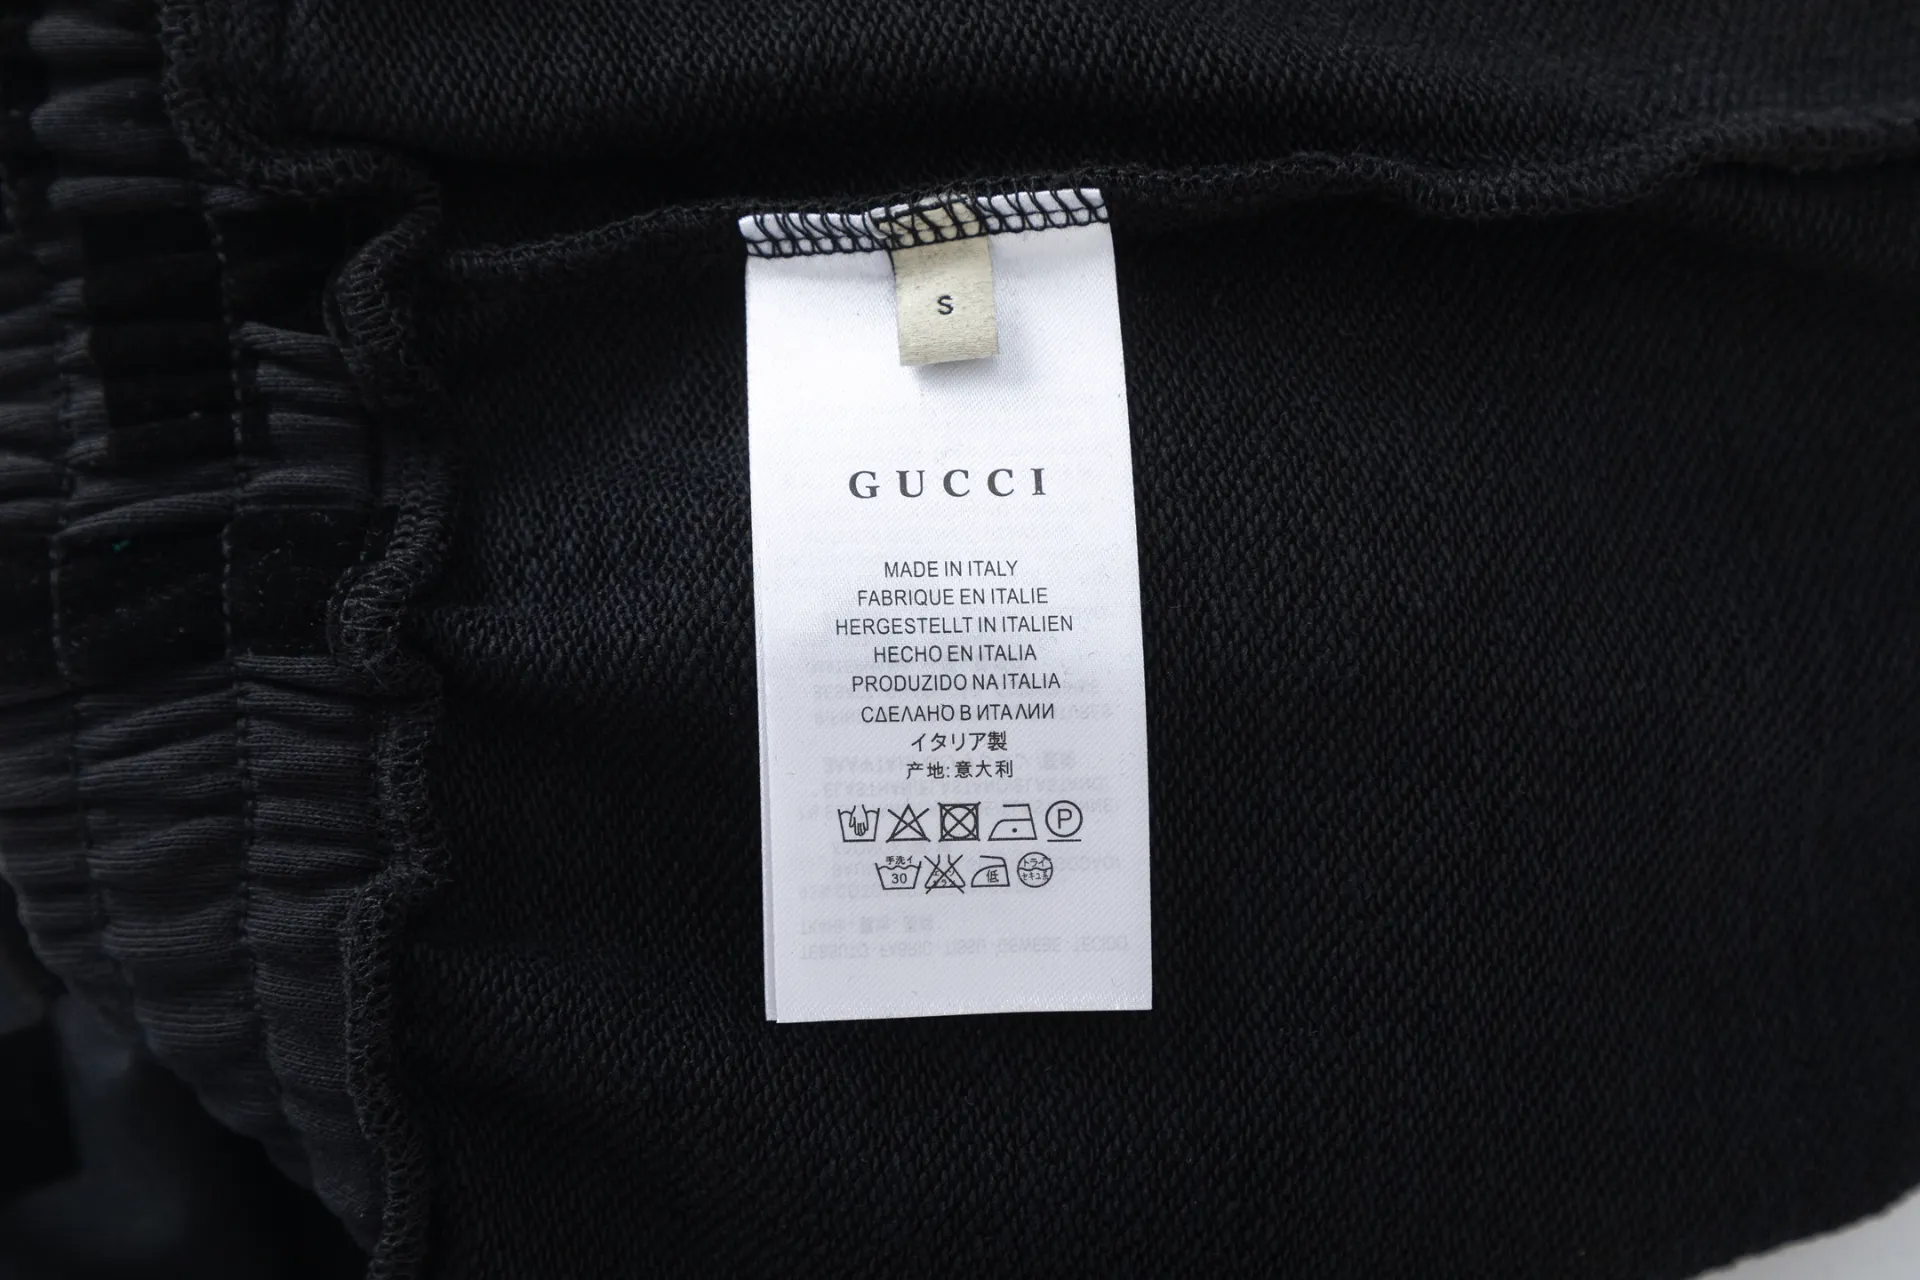 S
GUCCI
MADE IN ITALY
FABRIQUE EN ITALIE
HERGESTELLT IN ITALIEN
HECHO EN ITALIA
PRODUZIDO NA ITALIA
СДЕЛАНО В ИТАЛИИ
イタリア製
产地:意大利
P
手洗イ
30
低